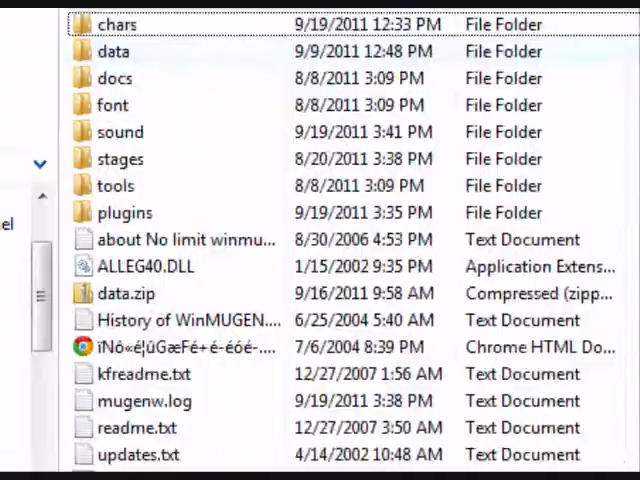 chars 9/19/2011 12:33 PM File Folder
data 9/9/2011 12:48 PM File Folder
docs 8/8/2011 3:09 PM File Folder
font 8/8/2011 3:09 PM File Folder
sound 9/19/2011 3:41 PM File Folder
stages 8/20/2011 3:38 PM File Folder
tools 8/8/2011 3:09 PM File Folder
plugins 9/19/2011 3:35 PM File Folder
el
about No limit winmu... 8/30/2006 4:53 PM Text Document
ALLEG40.DLL 1/15/2002 9:35 PM Application Extens...
data.zip 9/16/2011 9:58 AM Compressed (zipp...
History of WinMUGEN.... 6/25/2004 5:40 AM Text Document
7/6/2004 8:39 PM Chrome HTML Do...
kfreadme.txt 12/27/2007 1:56 AM Text Document
mugenw.log 9/19/2011 3:38 PM Text Document
readme.txt 12/27/2007 3:50 AM Text Document
updates.txt 4/14/2002 10:48 AM Text Document